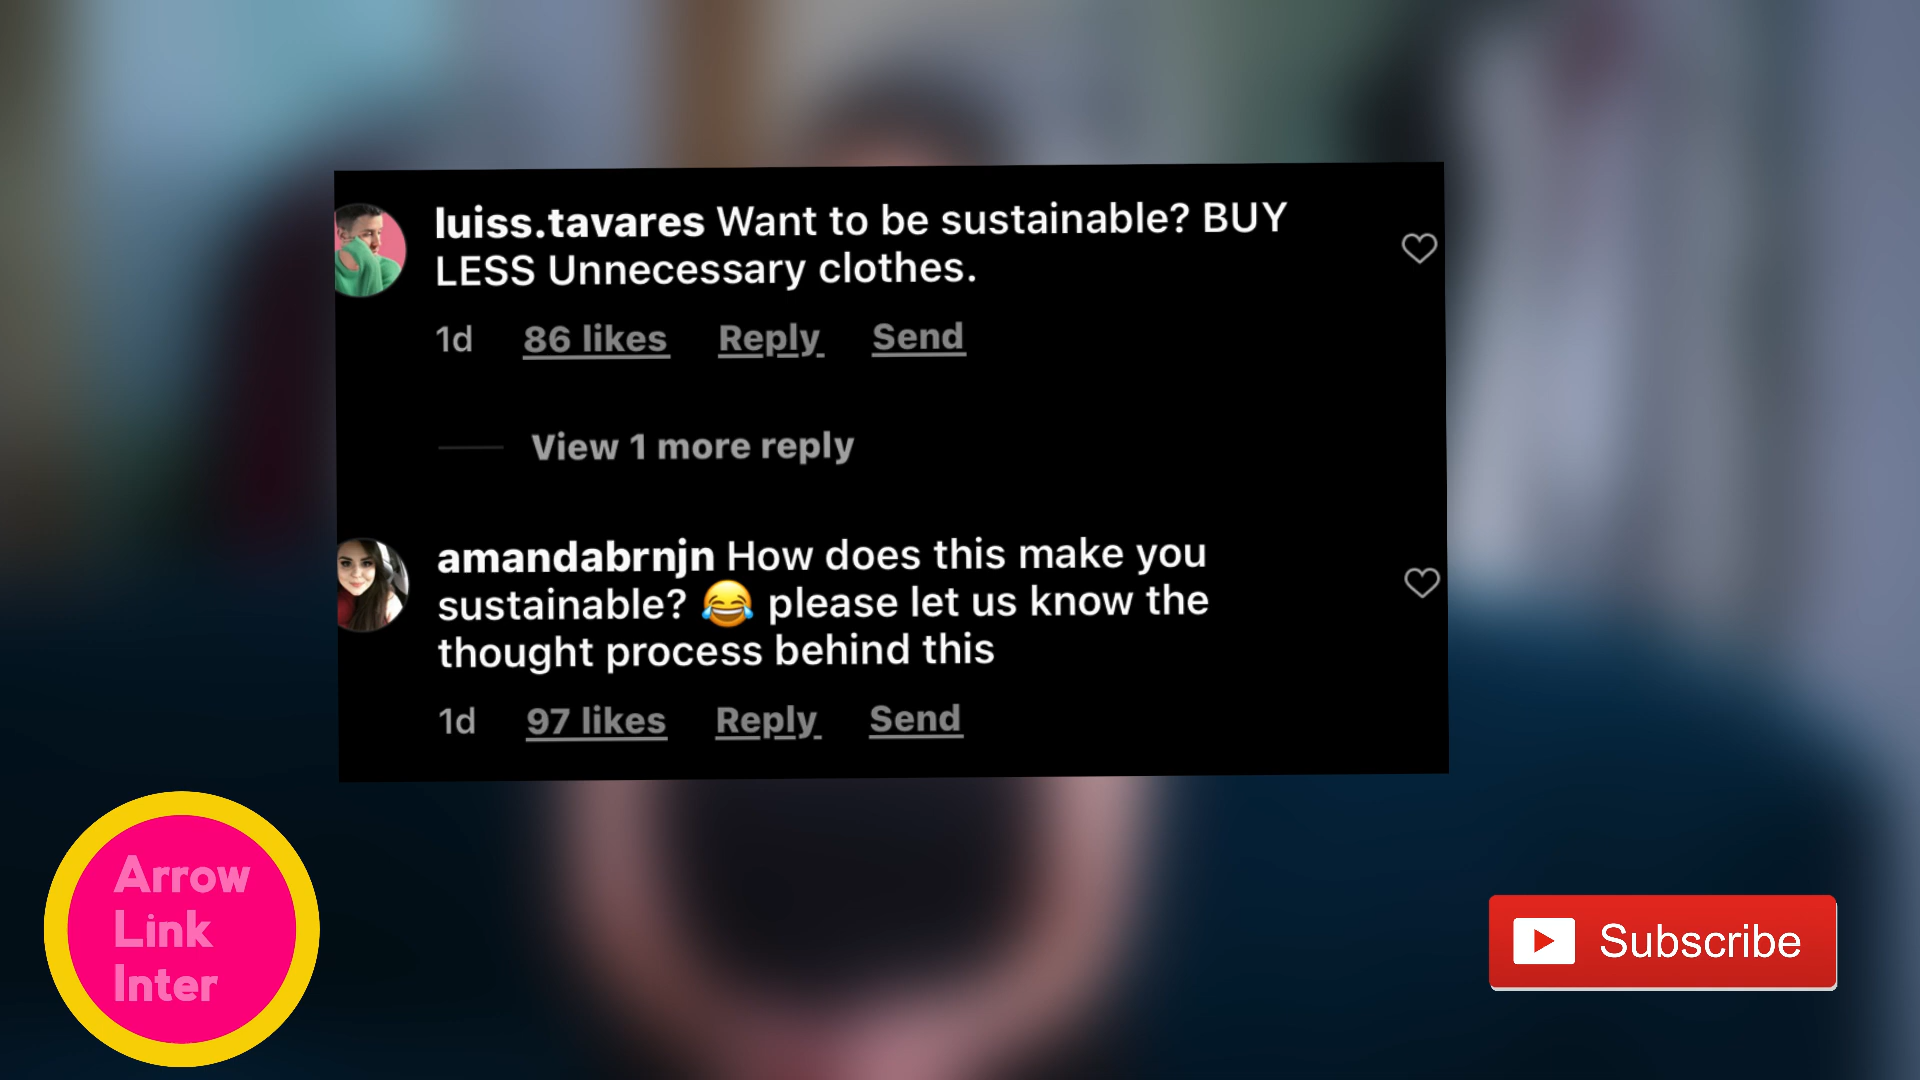 luiss.tavares Want to be sustainable? BUY
LESS Unnecessary clothes.
1d 86 likes Reply Send
View 1 more reply
amandabrnjn How does this make you
sustainable? 😂 please let us know the
thought process behind this
1d 97 likes Reply Send
Arrow
Link
Inter
Subscribe